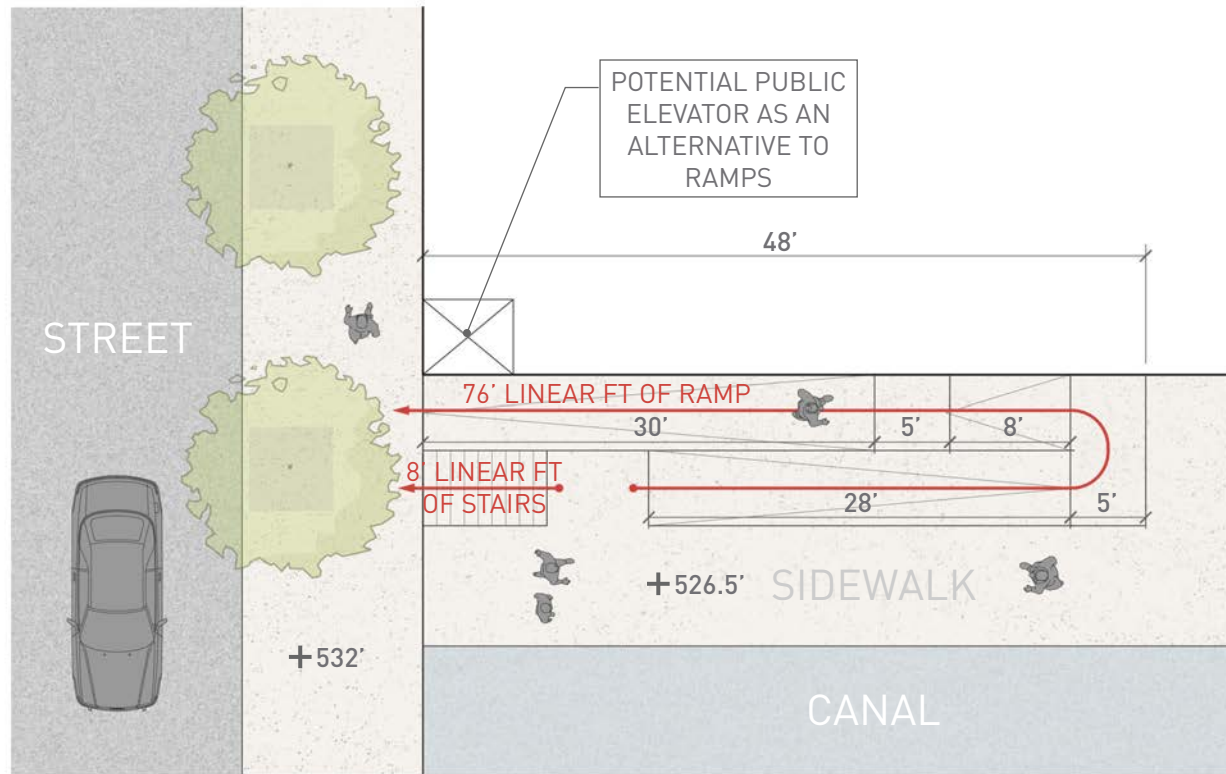 POTENTIAL PUBLIC
ELEVATOR AS AN
ALTERNATIVE TO
RAMPS
48’
STREET
76’ LINEAR FT OF RAMP
30’
5’
8’
8’ LINEAR FT
OF STAIRS
28’
5’
526.5’
SIDEWALK
532’
CANAL